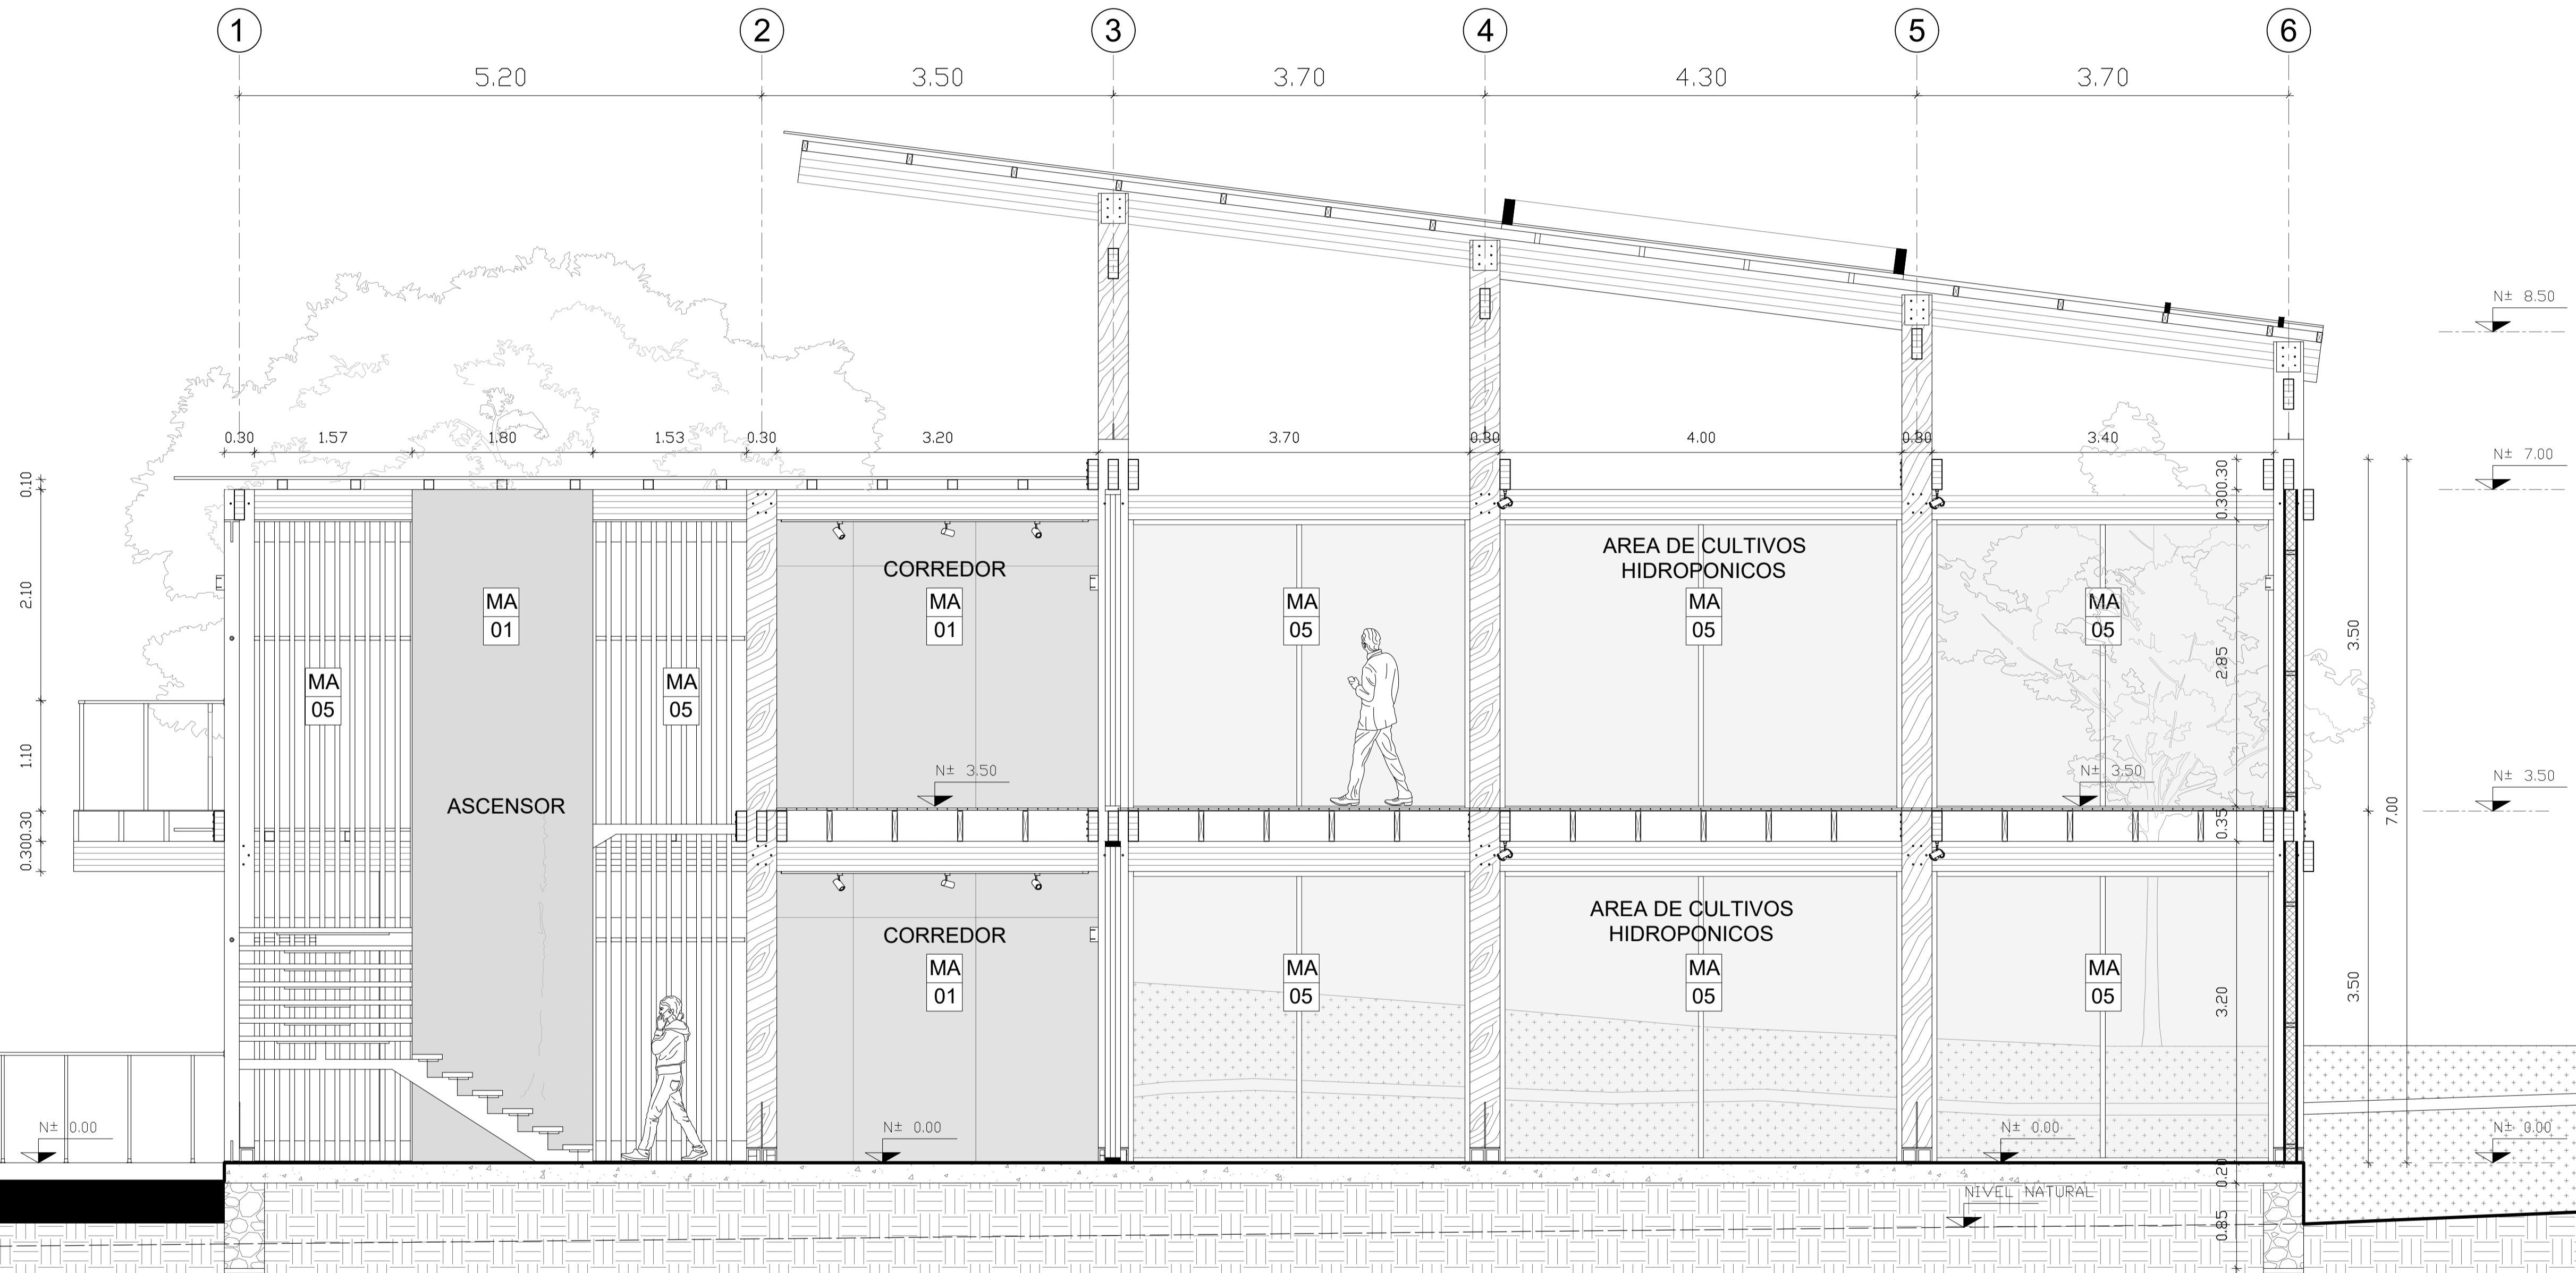 1 2 3 4 5 6
5.20 3.50 3.70 4.30 3.70
N± 8.50
0.30 1.57 1.80 1.53 0.30 3.20 3.70 0.30 4.00 0.30 3.40
N± 7.00
0.10
0.30
0.30
CORREDOR
AREA DE CULTIVOS
HIDROPONICOS
2.10
MA
01
MA
01
MA
05
MA
05
MA
05
3.50
2.85
MA
05
MA
05
1.10
N± 3.50
N± 3.50
N± 3.50
ASCENSOR
7.00
0.30
0.30
0.35
CORREDOR
AREA DE CULTIVOS
HIDROPONICOS
MA
01
MA
05
MA
05
MA
05
3.50
3.20
N± 0.00
N± 0.00
N± 0.00
N± 0.00
0.20
NIVEL NATURAL
0.85